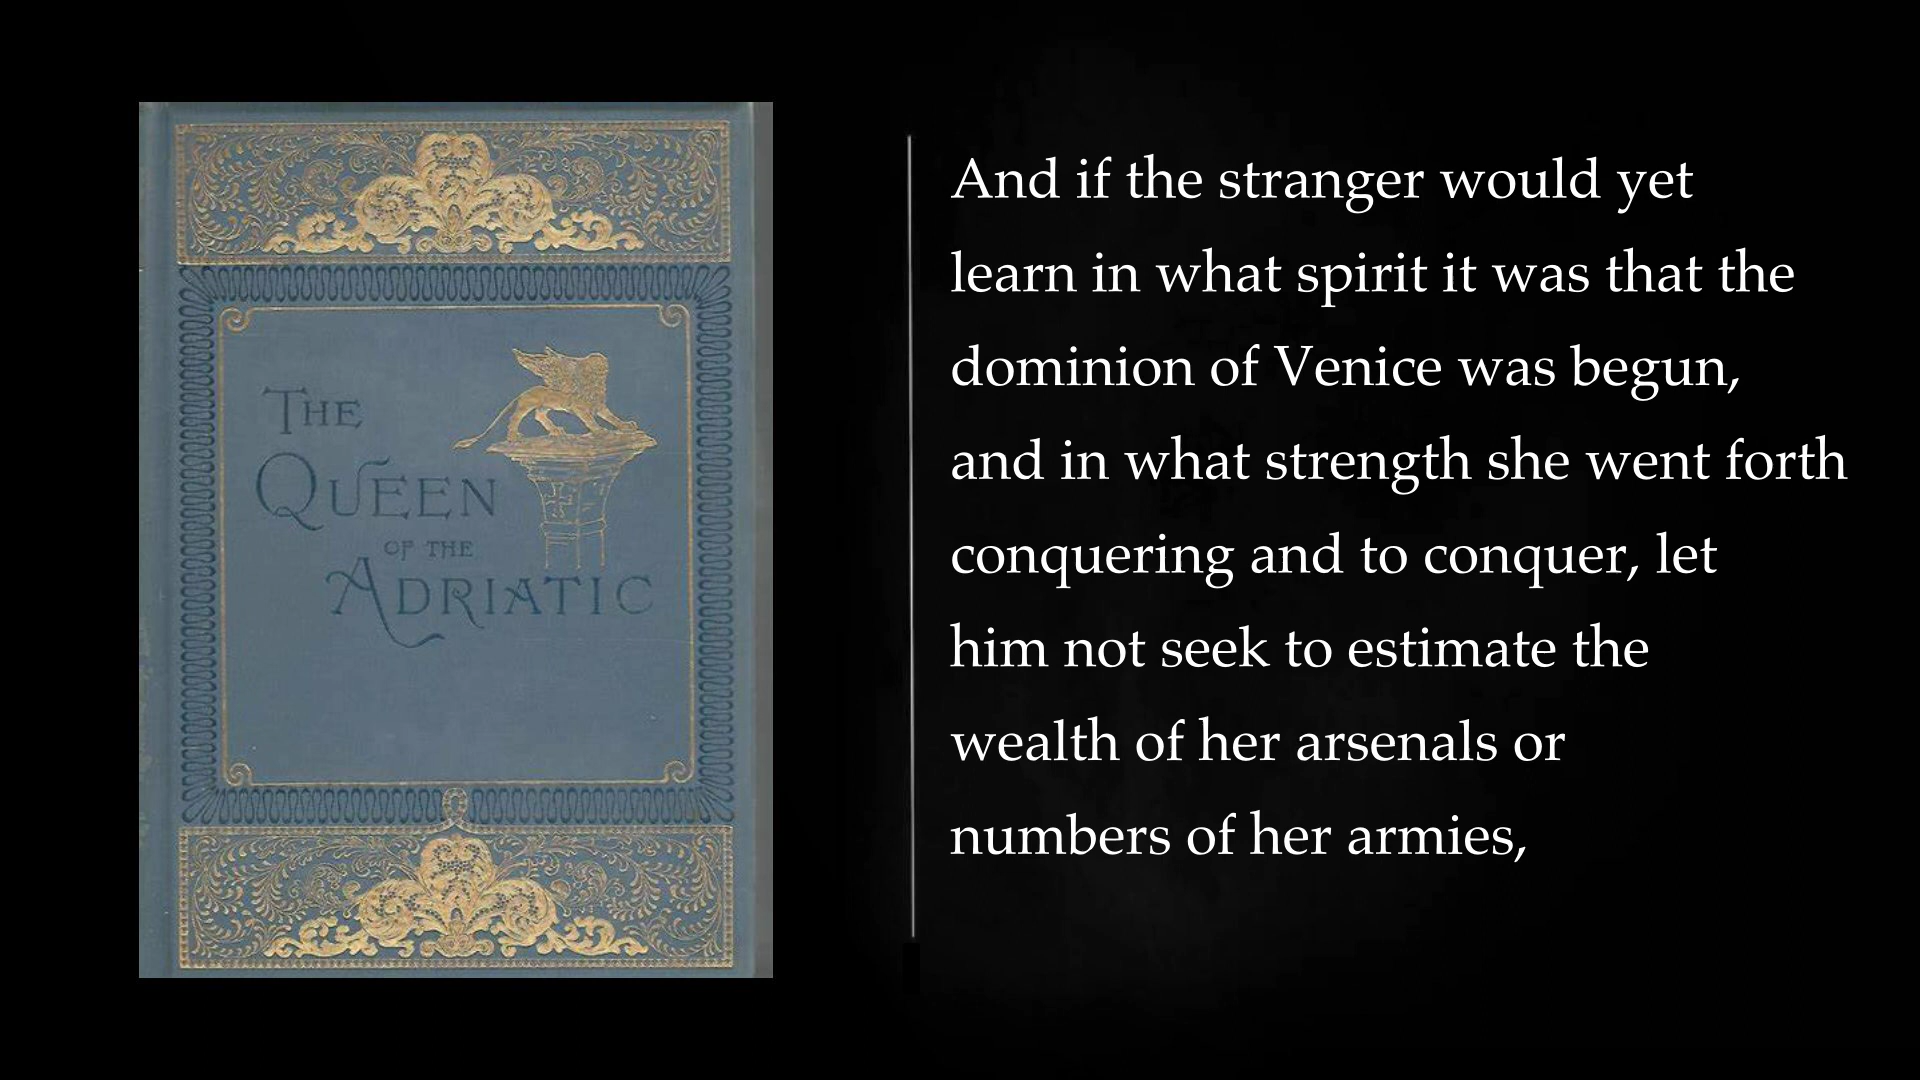 THE
QUEEN
OF THE
ADRIATIC
And if the stranger would yet
learn in what spirit it was that the
dominion of Venice was begun,
and in what strength she went forth
conquering and to conquer, let
him not seek to estimate the
wealth of her arsenals or
numbers of her armies,